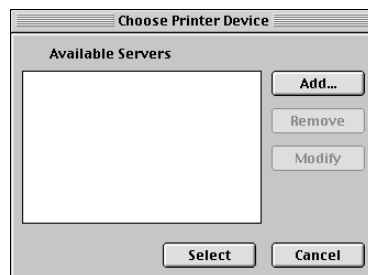 Choose Printer Device
Available Servers
Add...
Remove
Modify
Select
Cancel